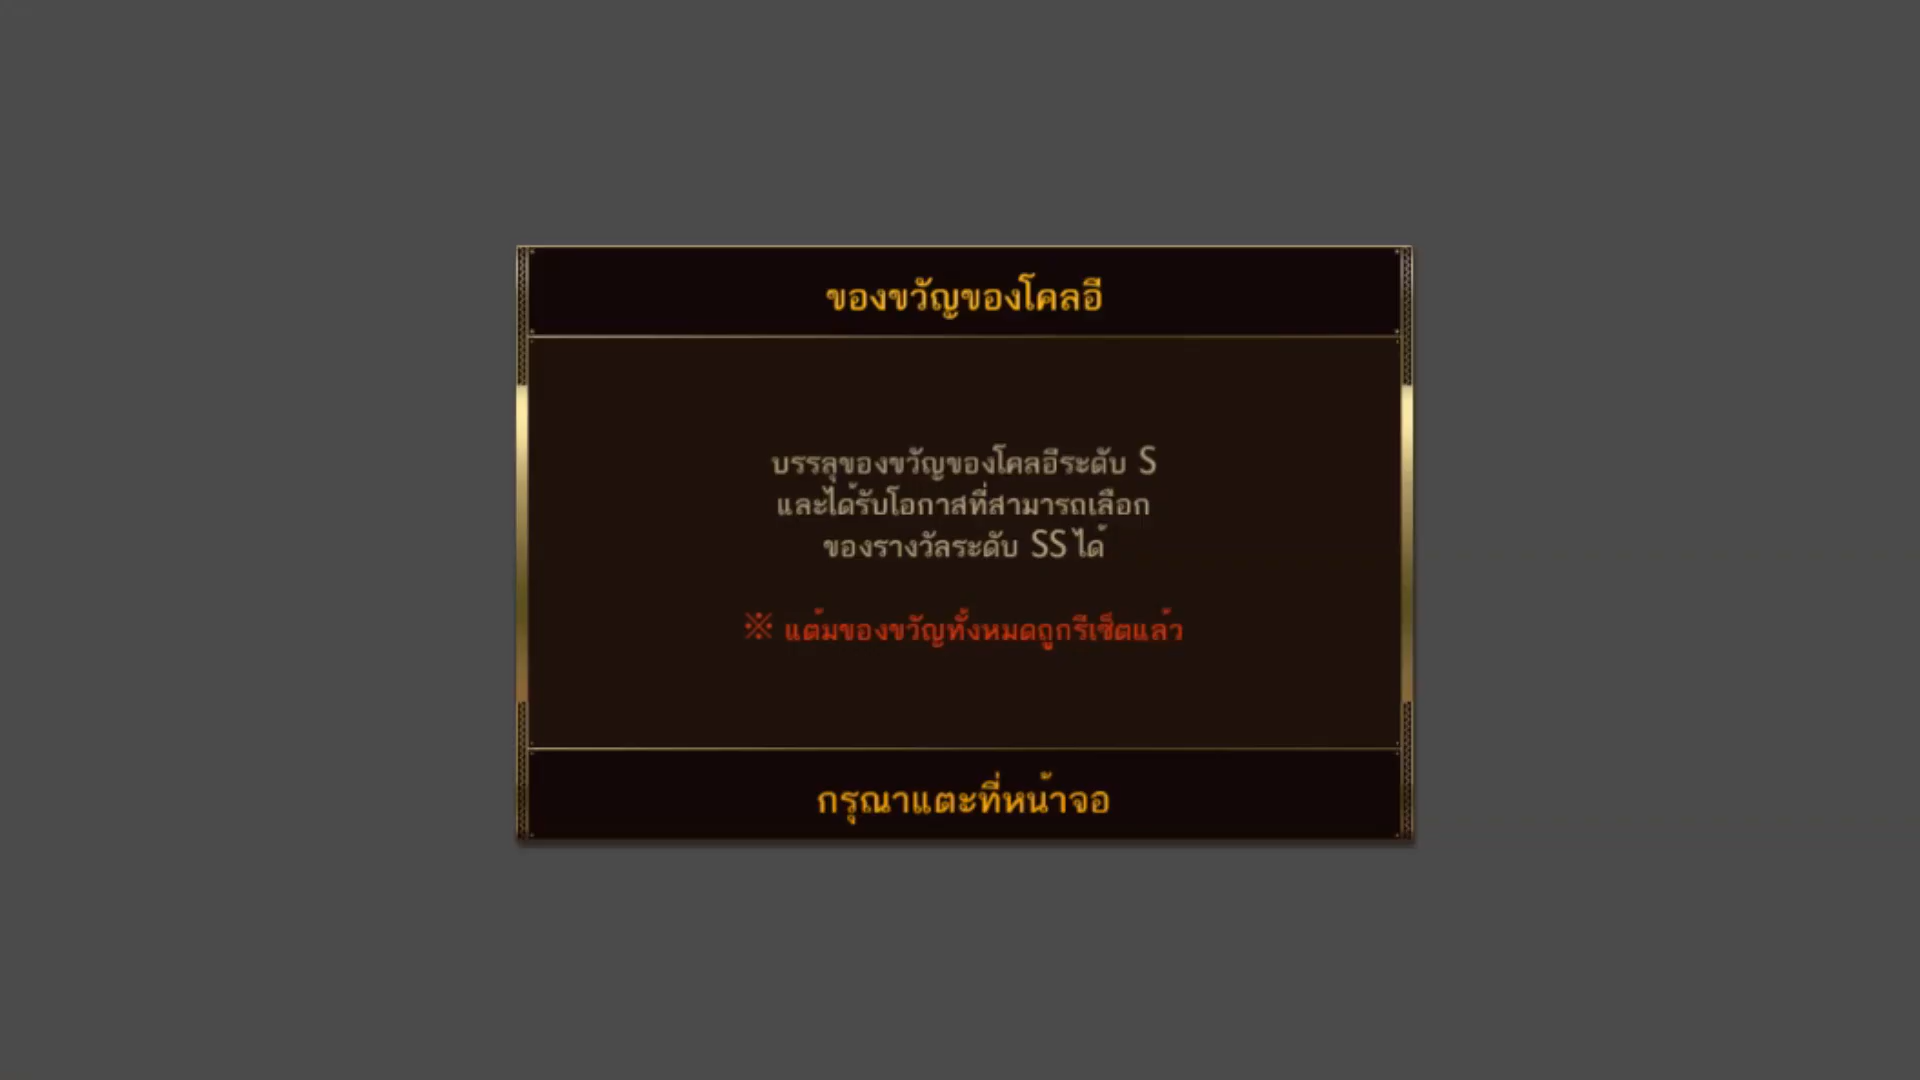 ของขวัญของโคลอี
บรรลุของขวัญของโคลอีระดับ S
และได้รับโอกาสที่สามารถเลือก
ของรางวัลระดับ SS ได้
※ แต้มของขวัญทั้งหมดถูกรีเซ็ตแล้ว
กรุณาแตะที่หน้าจอ